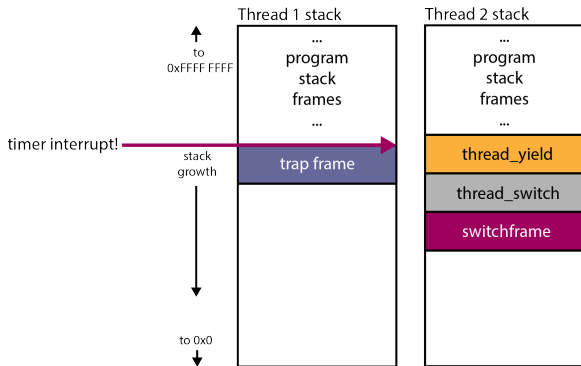 Thread 1 stack
Thread 2 stack
to
0xFFFF FFFF
...
program
stack
frames
...
...
program
stack
frames
...
timer interrupt!
stack
growth
trap frame
thread_yield
thread_switch
switchframe
to 0x0